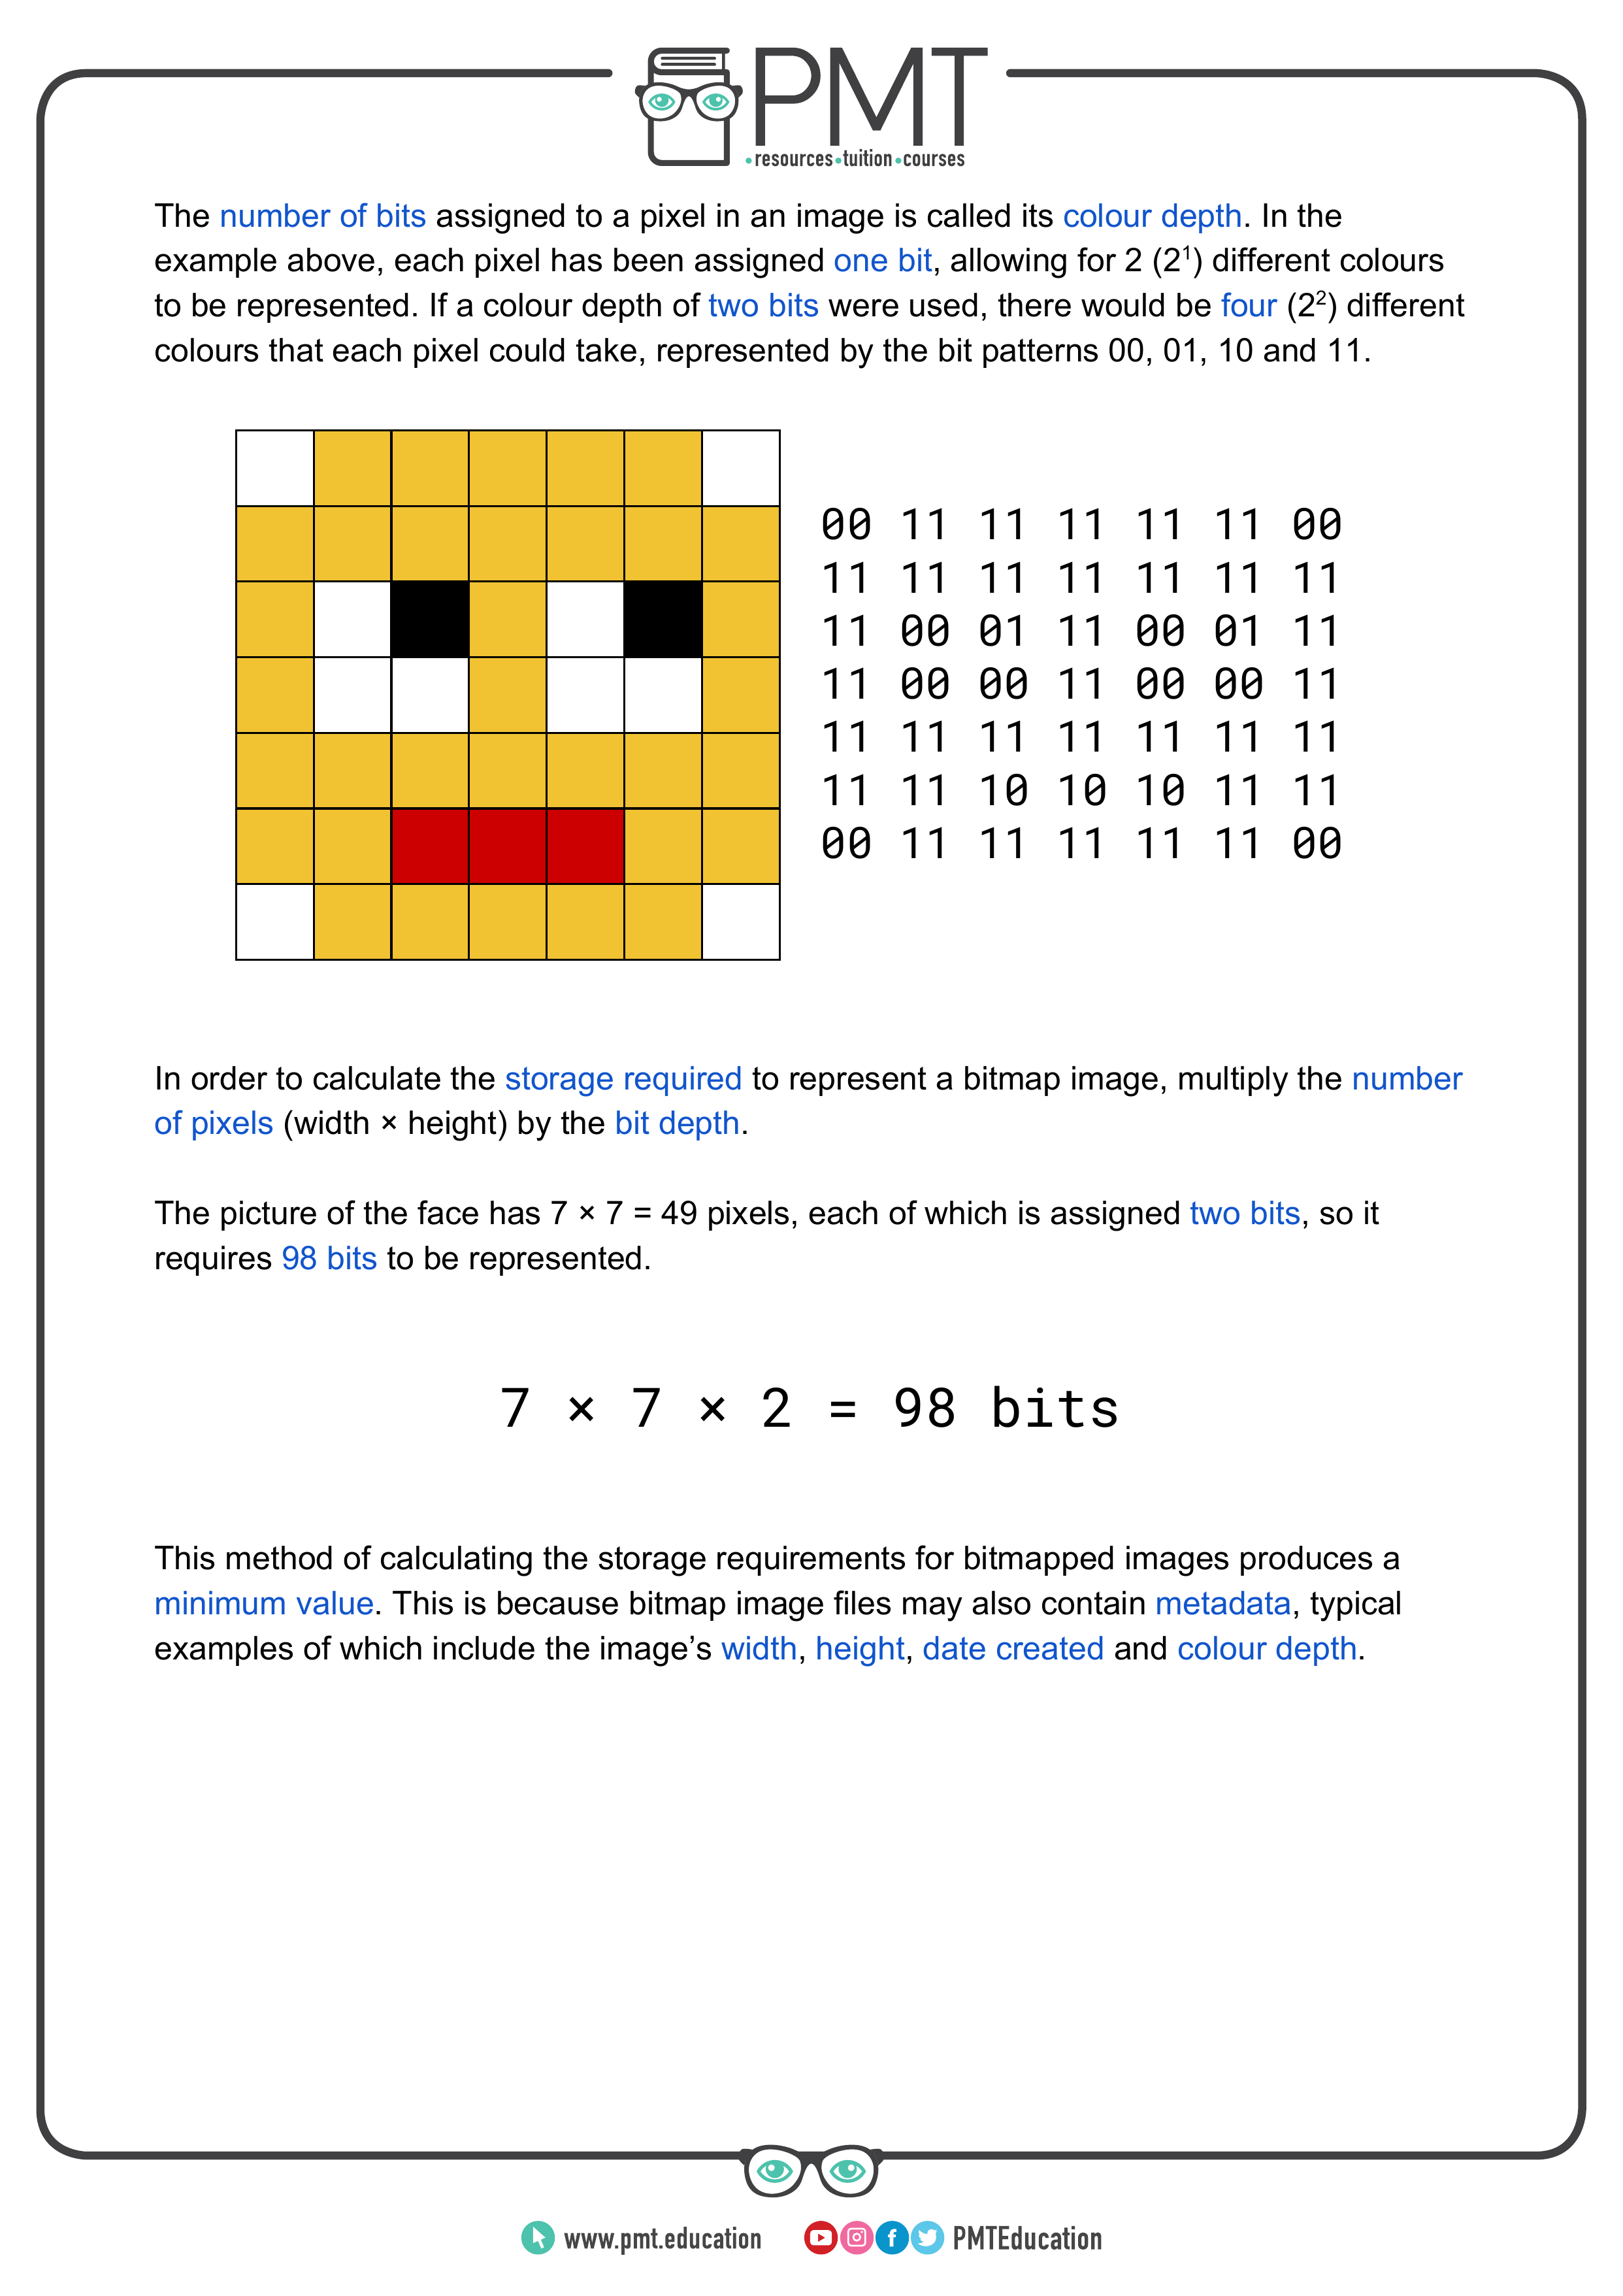 PMT
resources tuition courses
The number of bits assigned to a pixel in an image is called its colour depth. In the
example above, each pixel has been assigned one bit, allowing for 2 (2¹) different colours
to be represented. If a colour depth of two bits were used, there would be four (2²) different
colours that each pixel could take, represented by the bit patterns 00, 01, 10 and 11.
00 11 11 11 11 11 00
11 11 11 11 11 11 11
11 00 01 11 00 01 11
11 00 00 11 00 00 11
11 11 11 11 11 11 11
11 11 10 10 10 11 11
00 11 11 11 11 11 00
In order to calculate the storage required to represent a bitmap image, multiply the number
of pixels (width × height) by the bit depth.
The picture of the face has 7 × 7 = 49 pixels, each of which is assigned two bits, so it
requires 98 bits to be represented.
7 × 7 × 2 = 98 bits
This method of calculating the storage requirements for bitmapped images produces a
minimum value. This is because bitmap image files may also contain metadata, typical
examples of which include the image’s width, height, date created and colour depth.
www.pmt.education PMTEducation